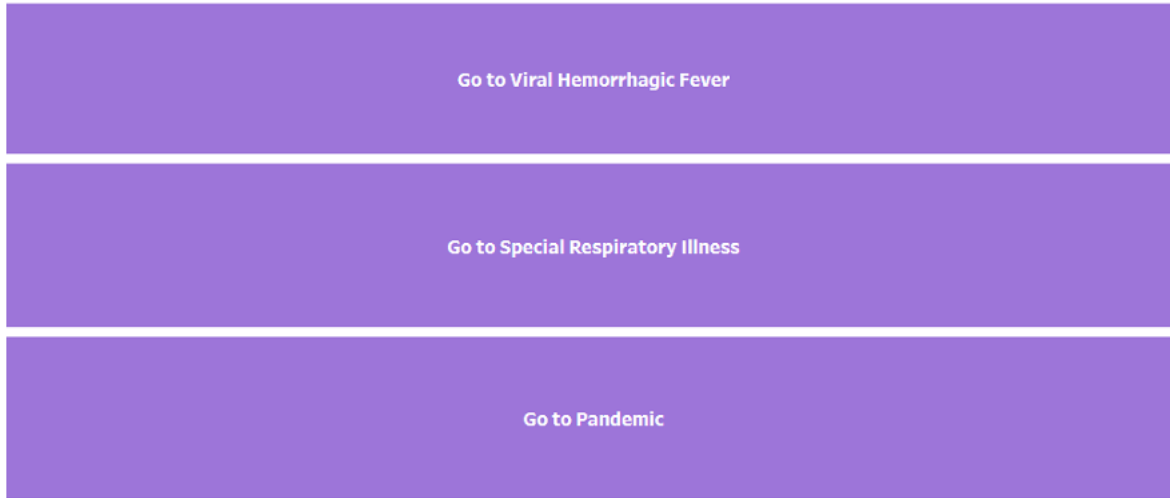 Go to Viral Hemorrhagic Fever
Go to Special Respiratory Illness
Go to Pandemic